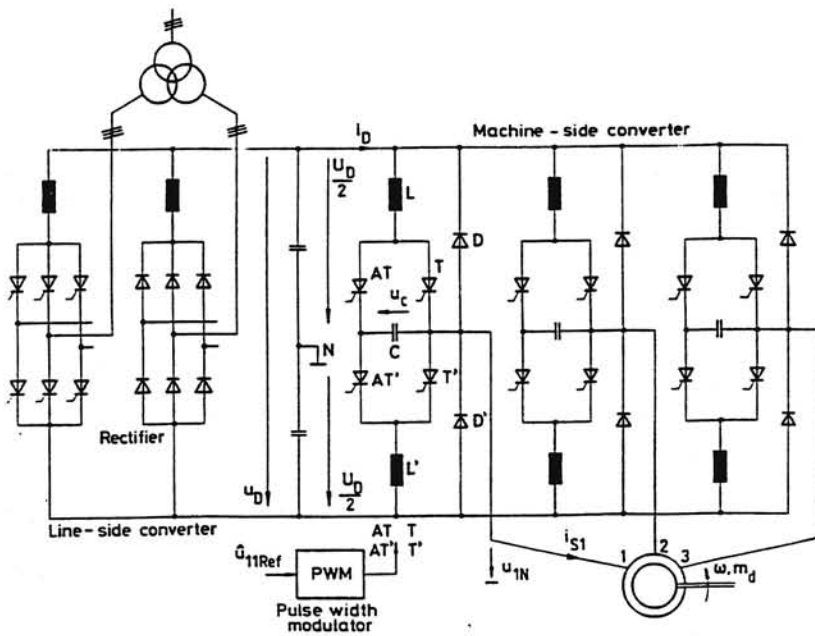 i_D
Machine-side converter
U_D
2
L
D
AT
T
u_c
N
C
AT'
T'
D'
Rectifier
L'
u_D
U_D
2
Line-side converter
AT T
AT' T'
û_11Ref
PWM
Pulse width
modulator
i_S1
u_1N
1
2
3
ω, m_d